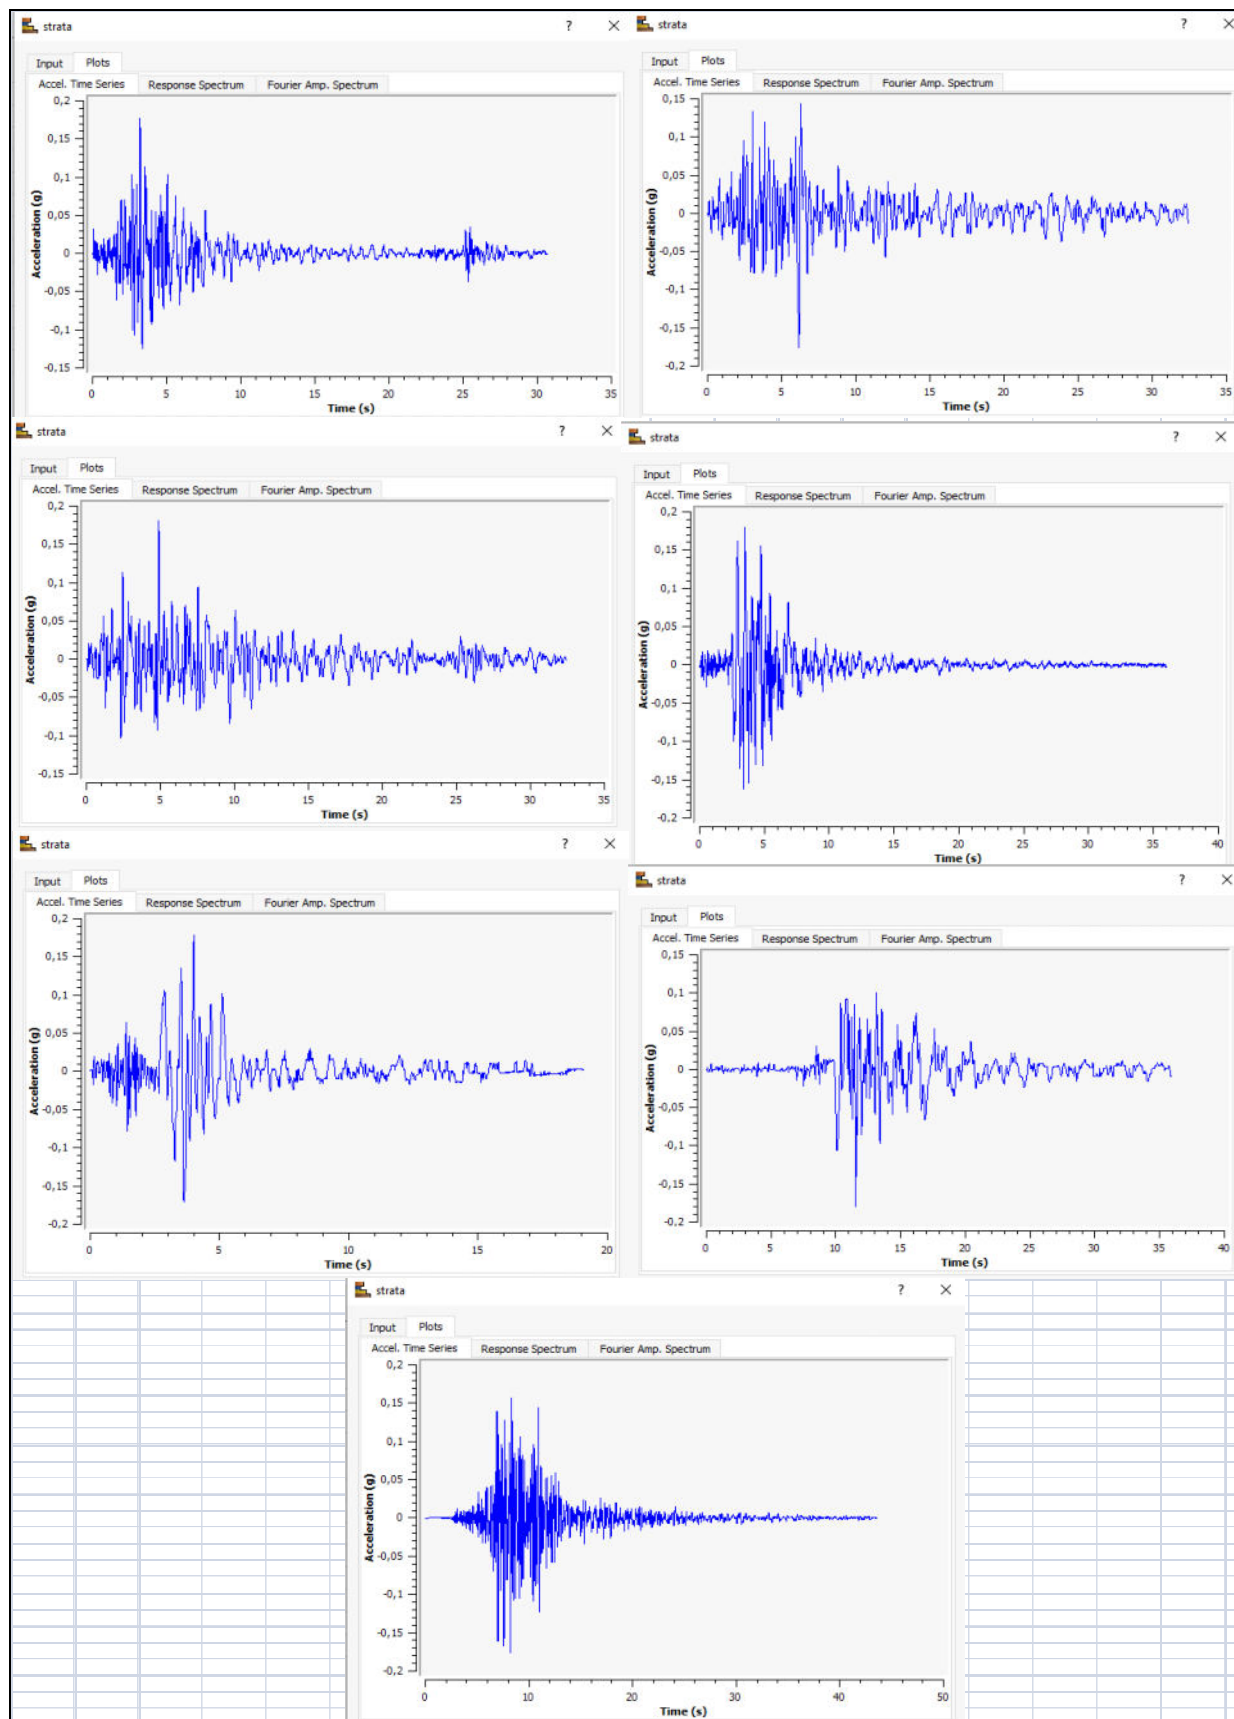 strata ? ×
Input Plots
Accel. Time Series Response Spectrum Fourier Amp. Spectrum
0,2
0,15
0,1
0,05
0
-0,05
-0,1
-0,15
Acceleration (g)
0 5 10 15 20 25 30 35
Time (s)
strata ? ×
Input Plots
Accel. Time Series Response Spectrum Fourier Amp. Spectrum
0,15
0,1
0,05
0
-0,05
-0,1
-0,15
-0,2
Acceleration (g)
0 5 10 15 20 25 30 35
Time (s)
strata ? ×
Input Plots
Accel. Time Series Response Spectrum Fourier Amp. Spectrum
0,2
0,15
0,1
0,05
0
-0,05
-0,1
-0,15
Acceleration (g)
0 5 10 15 20 25 30 35
Time (s)
strata ? ×
Input Plots
Accel. Time Series Response Spectrum Fourier Amp. Spectrum
0,2
0,15
0,1
0,05
0
-0,05
-0,1
-0,15
-0,2
Acceleration (g)
0 5 10 15 20 25 30 35 40
Time (s)
strata ? ×
Input Plots
Accel. Time Series Response Spectrum Fourier Amp. Spectrum
0,2
0,15
0,1
0,05
0
-0,05
-0,1
-0,15
-0,2
Acceleration (g)
0 5 10 15 20
Time (s)
strata ? ×
Input Plots
Accel. Time Series Response Spectrum Fourier Amp. Spectrum
0,15
0,1
0,05
0
-0,05
-0,1
-0,15
-0,2
Acceleration (g)
0 5 10 15 20 25 30 35 40
Time (s)
strata ? ×
Input Plots
Accel. Time Series Response Spectrum Fourier Amp. Spectrum
0,2
0,15
0,1
0,05
0
-0,05
-0,1
-0,15
-0,2
Acceleration (g)
0 10 20 30 40 50
Time (s)